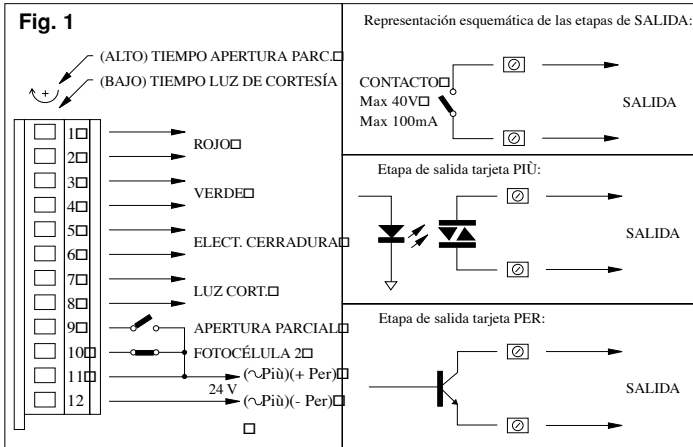 Fig. 1
(ALTO) TIEMPO APERTURA PARC.
(BAJO) TIEMPO LUZ DE CORTESÍA
+
1
2
ROJO
3
4
VERDE
5
6
ELECT. CERRADURA
7
8
LUZ CORT.
9
APERTURA PARCIAL
10
FOTOCÉLULA 2
11
(∿Più)(+ Per)
24 V
12
(∿Più)(- Per)
Representación esquemática de las etapas de SALIDA:
CONTACTO
Max 40V
Max 100mA
SALIDA
Etapa de salida tarjeta PIÙ:
SALIDA
Etapa de salida tarjeta PER:
SALIDA